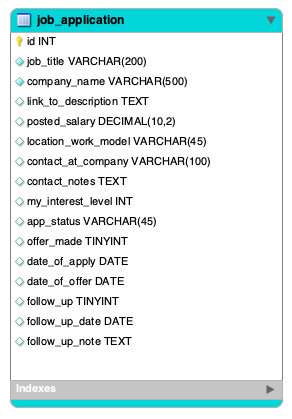 job_application
id INT
job_title VARCHAR(200)
company_name VARCHAR(500)
link_to_description TEXT
posted_salary DECIMAL(10,2)
location_work_model VARCHAR(45)
contact_at_company VARCHAR(100)
contact_notes TEXT
my_interest_level INT
app_status VARCHAR(45)
offer_made TINYINT
date_of_apply DATE
date_of_offer DATE
follow_up TINYINT
follow_up_date DATE
follow_up_note TEXT
Indexes